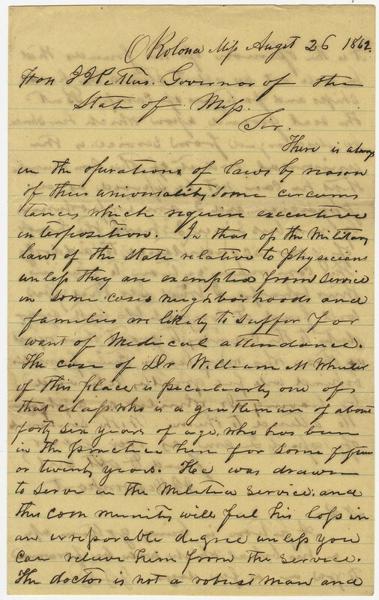 Okolona Miss Augst 26 1862.
Hon J J Pettus. Governor of the
State of Miss.
Sir.
There is always
in the operations of laws by reason
of their universality some circums
tances which require executive
interposition. In that of the Military
laws of the state relative to Physicians
unless they are exempted from service
in some cases neighborhoods and
families are likely to suffer for
want of Medical attendance.
The case of Dr William M
of this place is peculiarly one of
that class who is a gentleman of about
forty six years of age, who has been
in the practice here for some fifteen
or twenty years. He was drawn
to serve in the Militia service and
this community will feel his loss in
an irreparable degree unless you
can relieve him from the service.
The doctor is not a robust man and